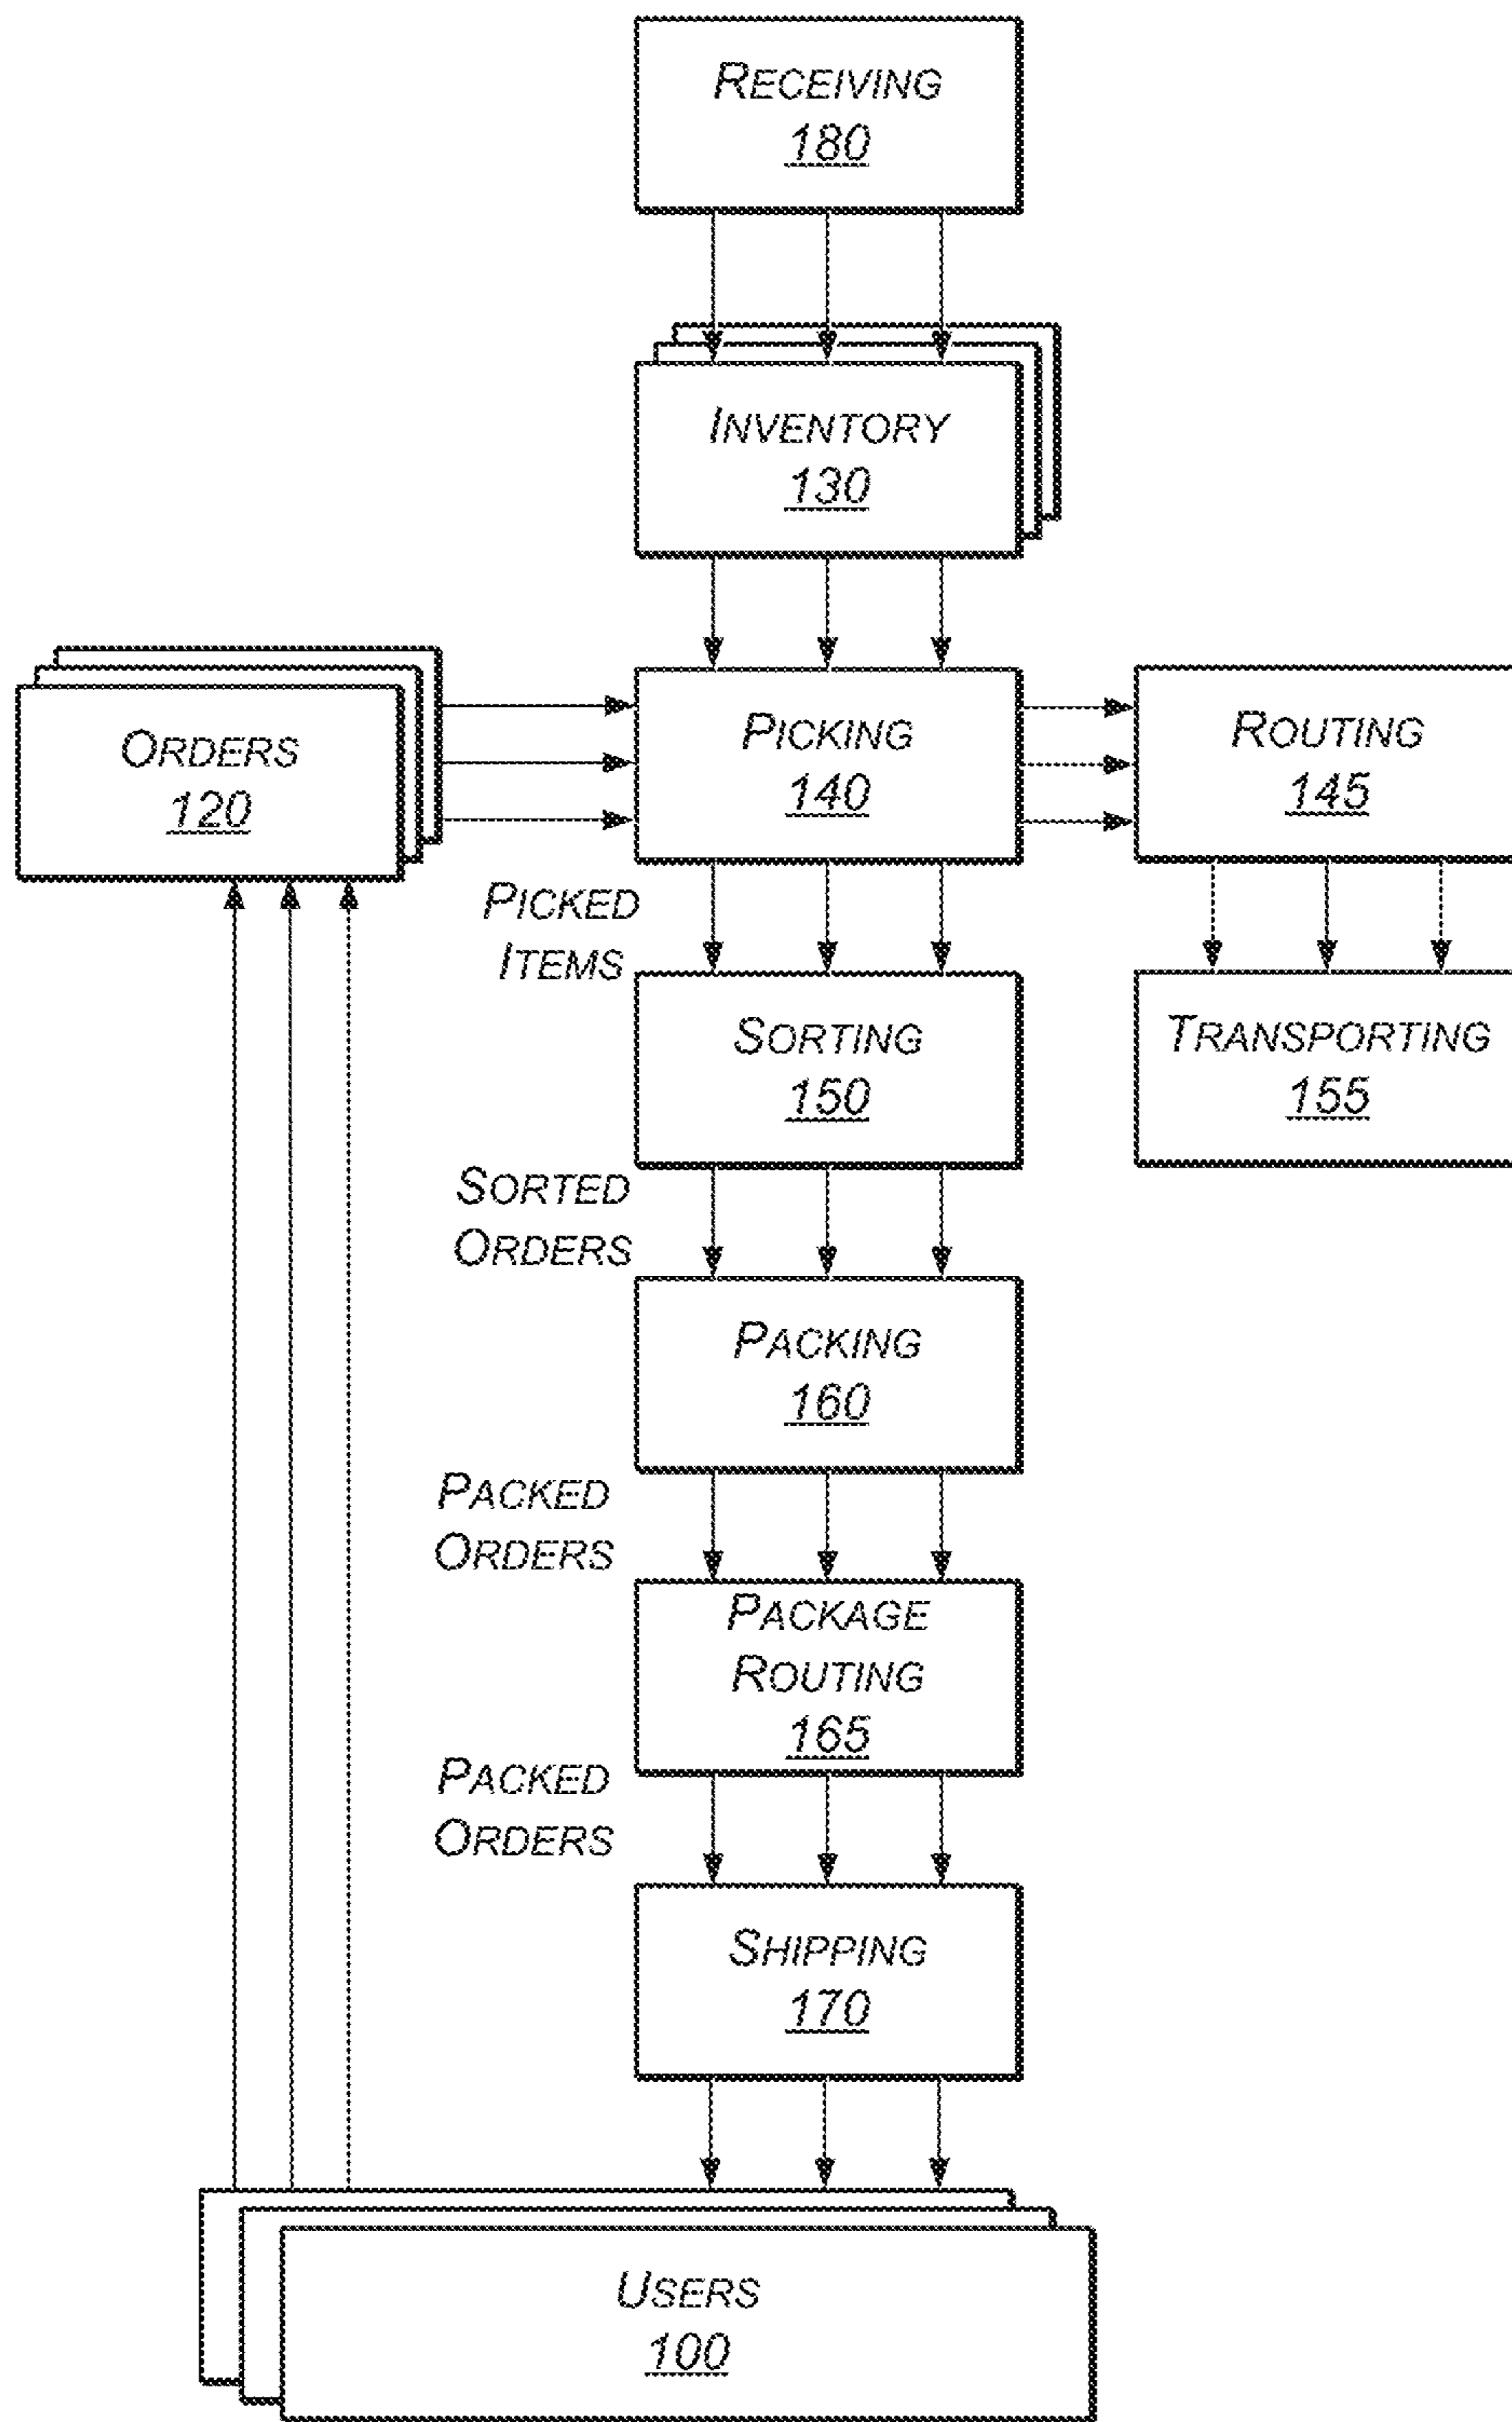 RECEIVING
180
INVENTORY
130
ORDERS
120
PICKING
140
ROUTING
145
PICKED
ITEMS
SORTING
150
TRANSPORTING
155
SORTED
ORDERS
PACKING
160
PACKED
ORDERS
PACKAGE
ROUTING
165
PACKED
ORDERS
SHIPPING
170
USERS
100